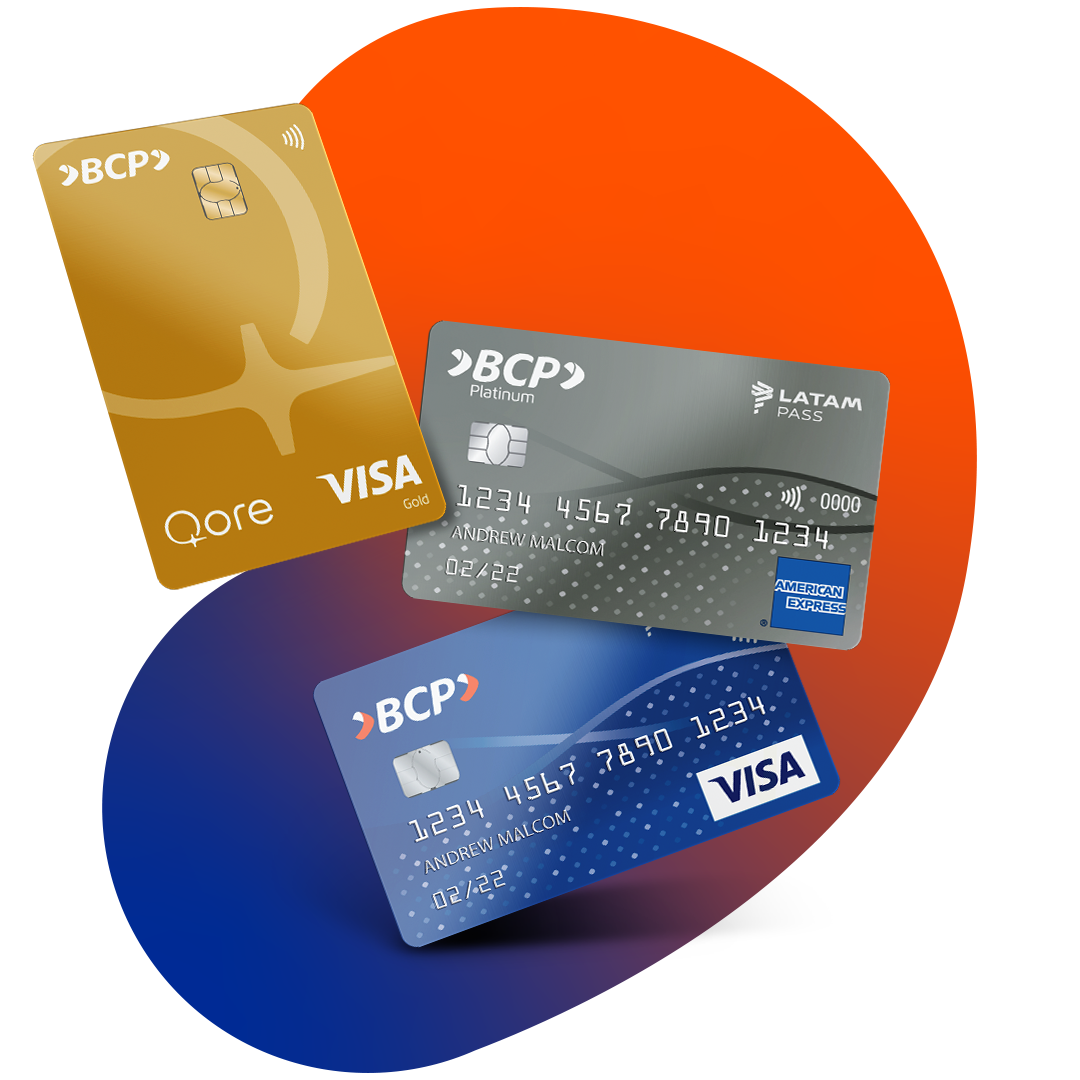 BCP
VISA
Gold
Qore
BCP
Platinum
LATAM
PASS
0000
1234 4567 7890 1234
ANDREW MALCOM
02/22
AMERICAN
EXPRESS
®
BCP
1234 4567 7890 1234
ANDREW MALCOM
02/22
VISA